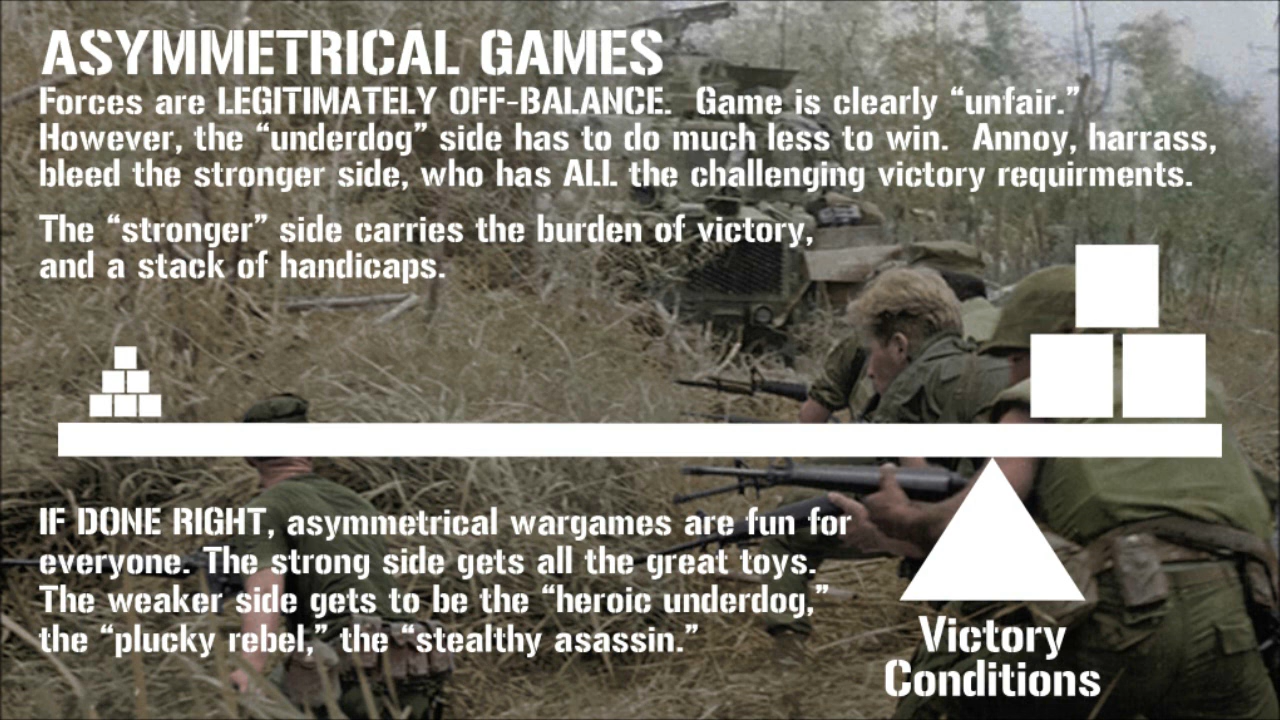 ASYMMETRICAL GAMES
Forces are LEGITIMATELY OFF-BALANCE. Game is clearly “unfair.”
However, the “underdog” side has to do much less to win. Annoy, harrass,
bleed the stronger side, who has ALL the challenging victory requirments.
The “stronger” side carries the burden of victory,
and a stack of handicaps.
IF DONE RIGHT, asymmetrical wargames are fun for
everyone. The strong side gets all the great toys.
The weaker side gets to be the “heroic underdog,”
the “plucky rebel,” the “stealthy asassin.”
Victory
Conditions